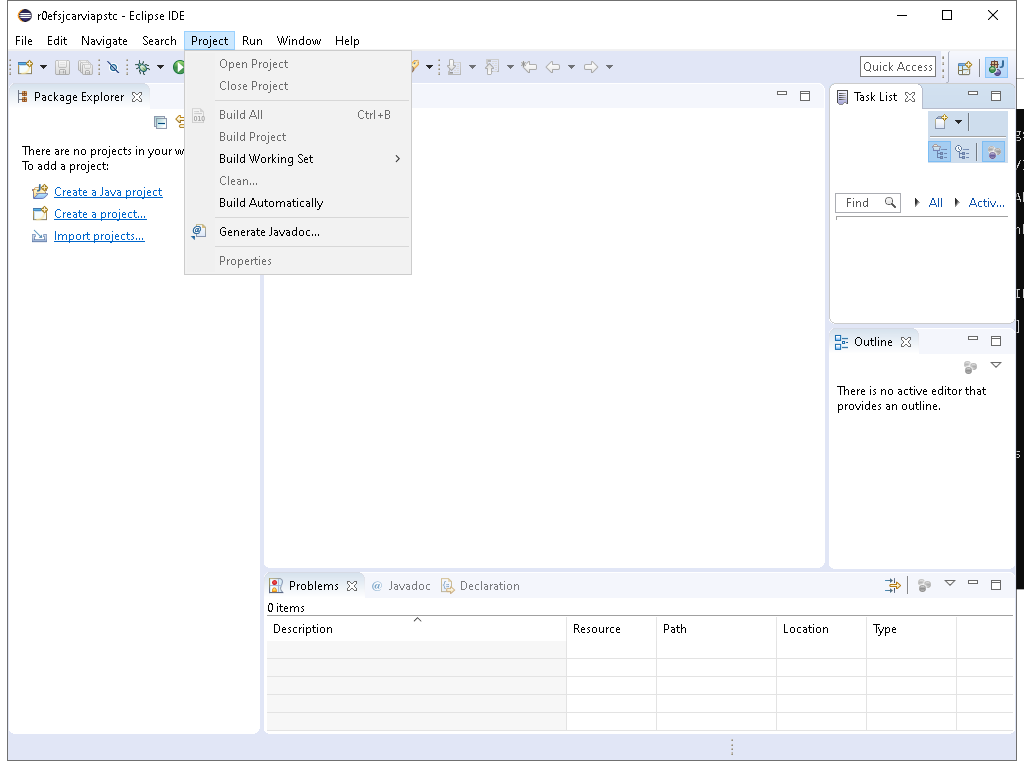 r0efsjcarviapstc - Eclipse IDE
File Edit Navigate Search Project Run Window Help
Quick Access
Open Project
Close Project
Build All Ctrl+B
Build Project
Build Working Set
Clean...
Build Automatically
Generate Javadoc...
Properties
Package Explorer
There are no projects in your w
To add a project:
Create a Java project
Create a project...
Import projects...
Task List
Find All Activ...
Outline
There is no active editor that
provides an outline.
Problems @ Javadoc Declaration
0 items
Description Resource Path Location Type